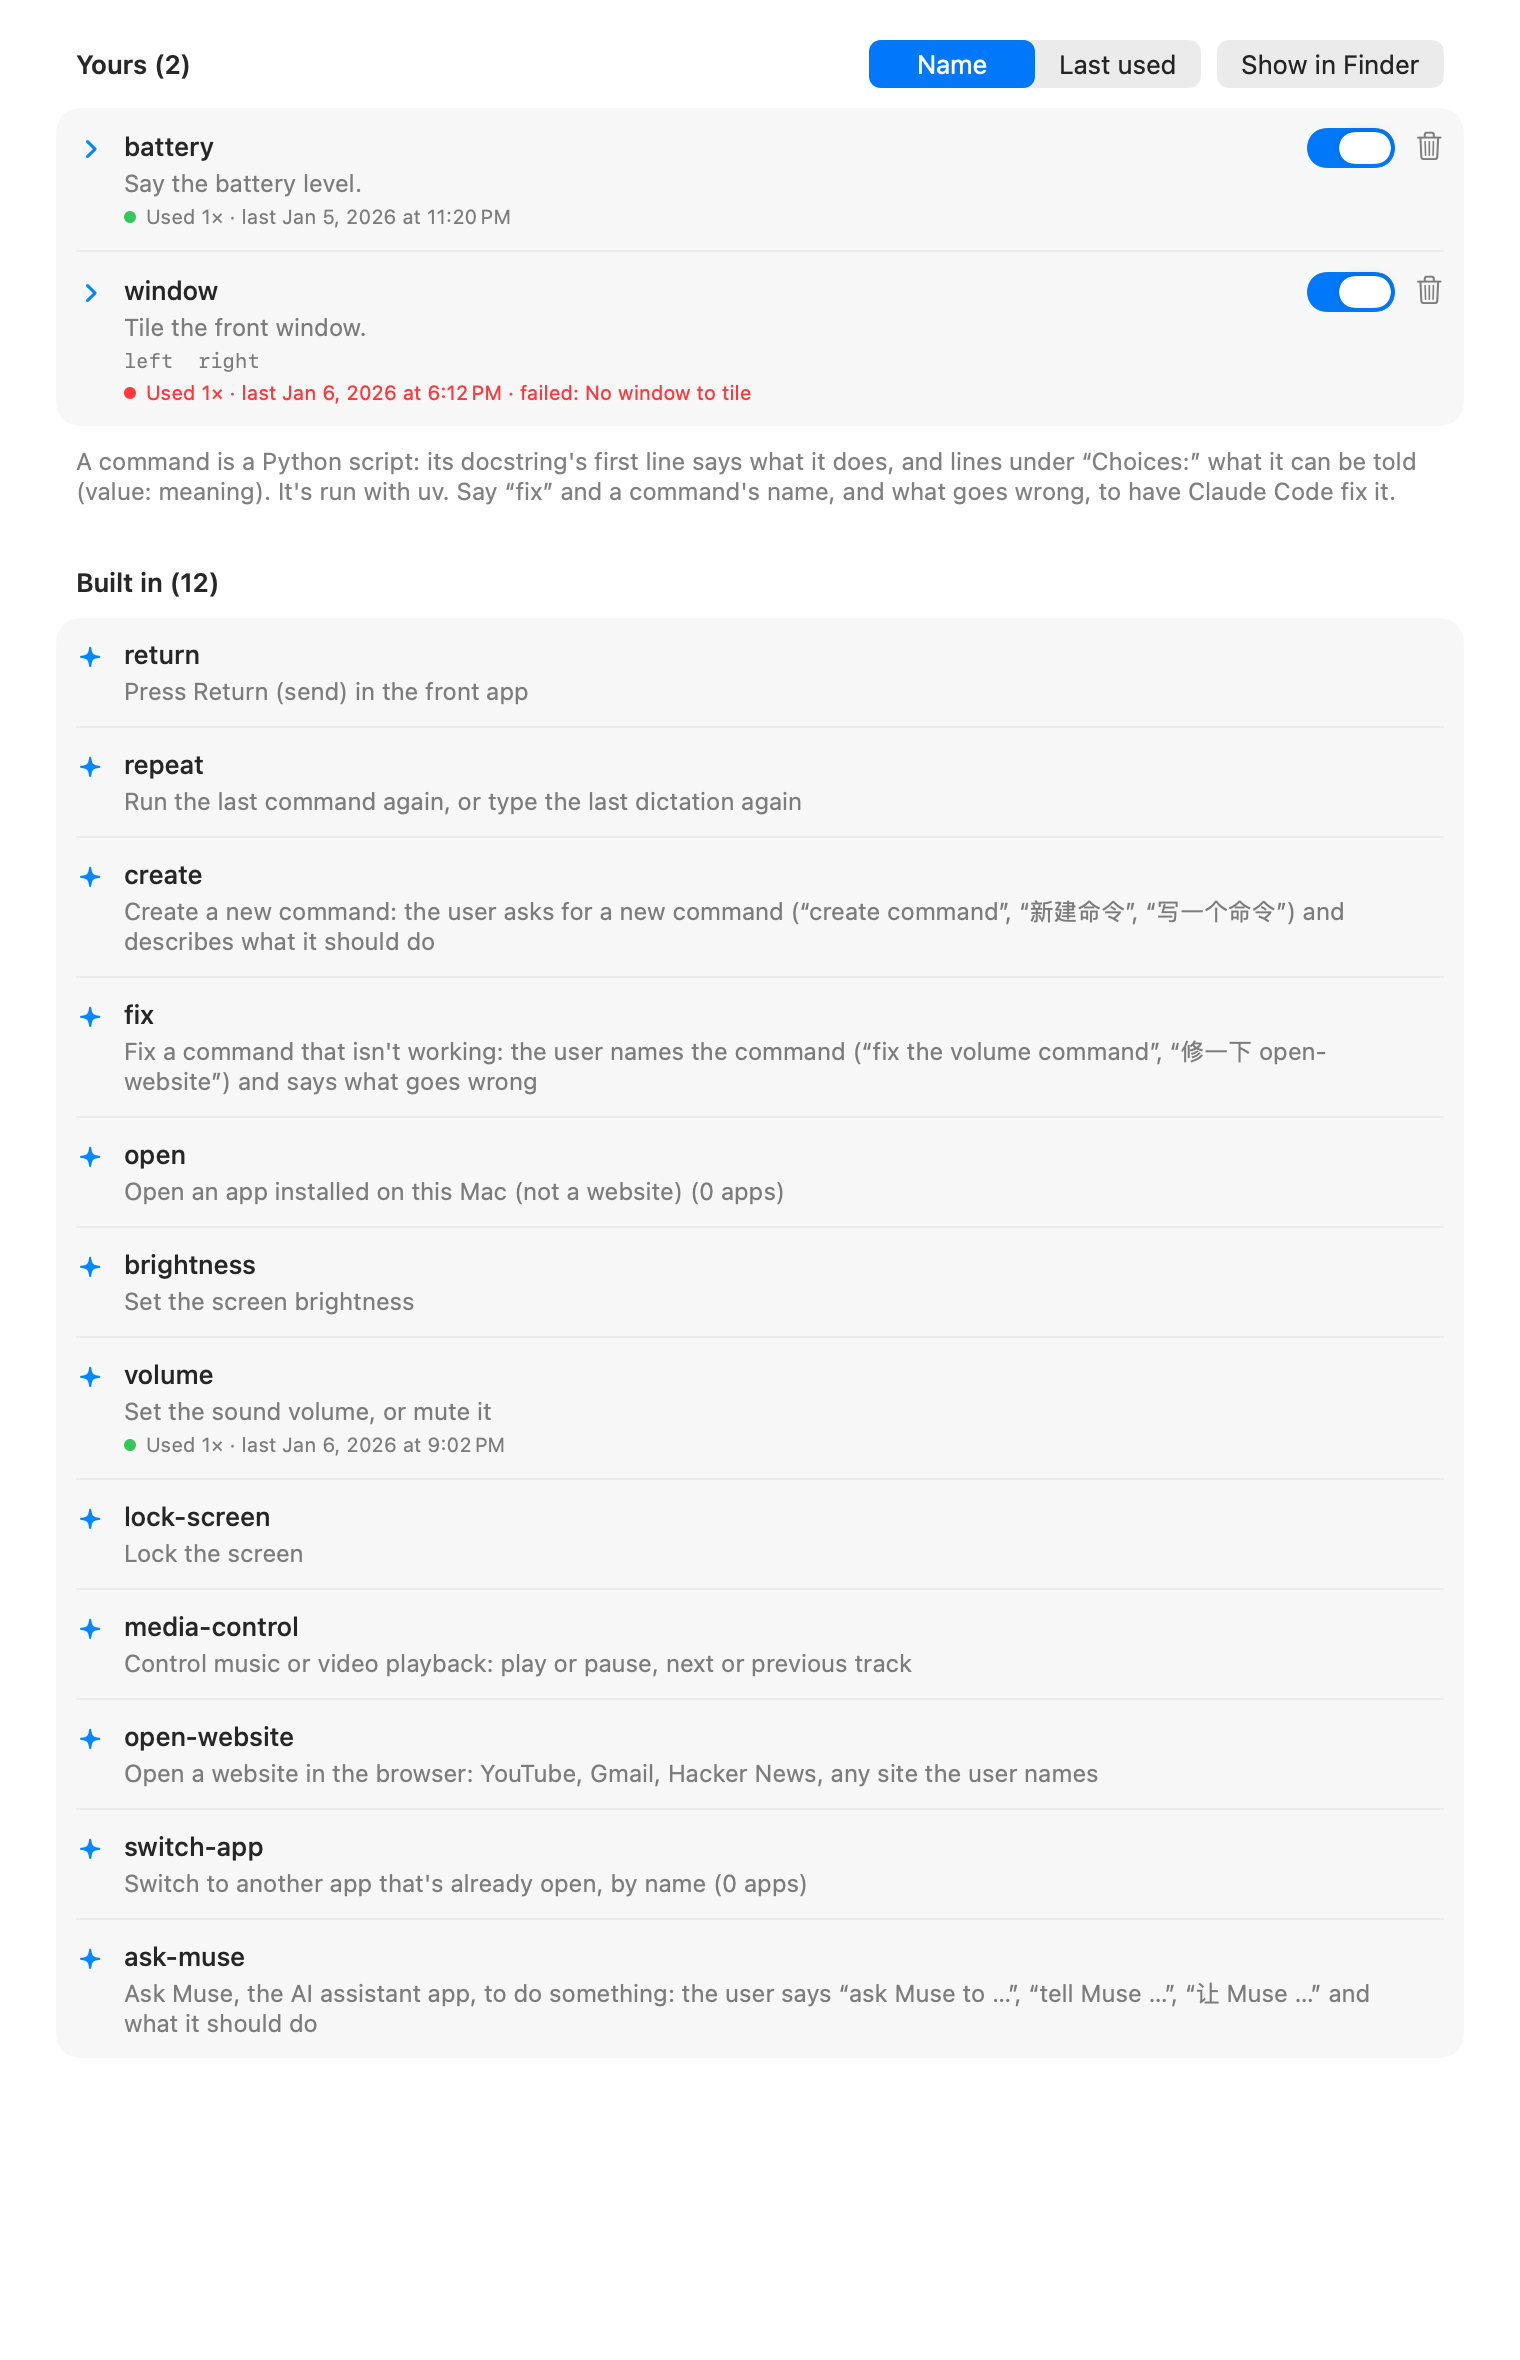 Yours (2)
Name
Last used
Show in Finder
battery
Say the battery level.
Used 1× · last Jan 5, 2026 at 11:20 PM
window
Tile the front window.
left right
Used 1× · last Jan 6, 2026 at 6:12 PM · failed: No window to tile
A command is a Python script: its docstring's first line says what it does, and lines under “Choices:” what it can be told
(value: meaning). It's run with uv. Say “fix” and a command's name, and what goes wrong, to have Claude Code fix it.
Built in (12)
return
Press Return (send) in the front app
repeat
Run the last command again, or type the last dictation again
create
Create a new command: the user asks for a new command (“create command”, “新建命令”, “写一个命令”) and
describes what it should do
fix
Fix a command that isn't working: the user names the command (“fix the volume command”, “修一下 open-
website”) and says what goes wrong
open
Open an app installed on this Mac (not a website) (0 apps)
brightness
Set the screen brightness
volume
Set the sound volume, or mute it
Used 1× · last Jan 6, 2026 at 9:02 PM
lock-screen
Lock the screen
media-control
Control music or video playback: play or pause, next or previous track
open-website
Open a website in the browser: YouTube, Gmail, Hacker News, any site the user names
switch-app
Switch to another app that's already open, by name (0 apps)
ask-muse
Ask Muse, the AI assistant app, to do something: the user says “ask Muse to …”, “tell Muse …”, “让 Muse …” and
what it should do